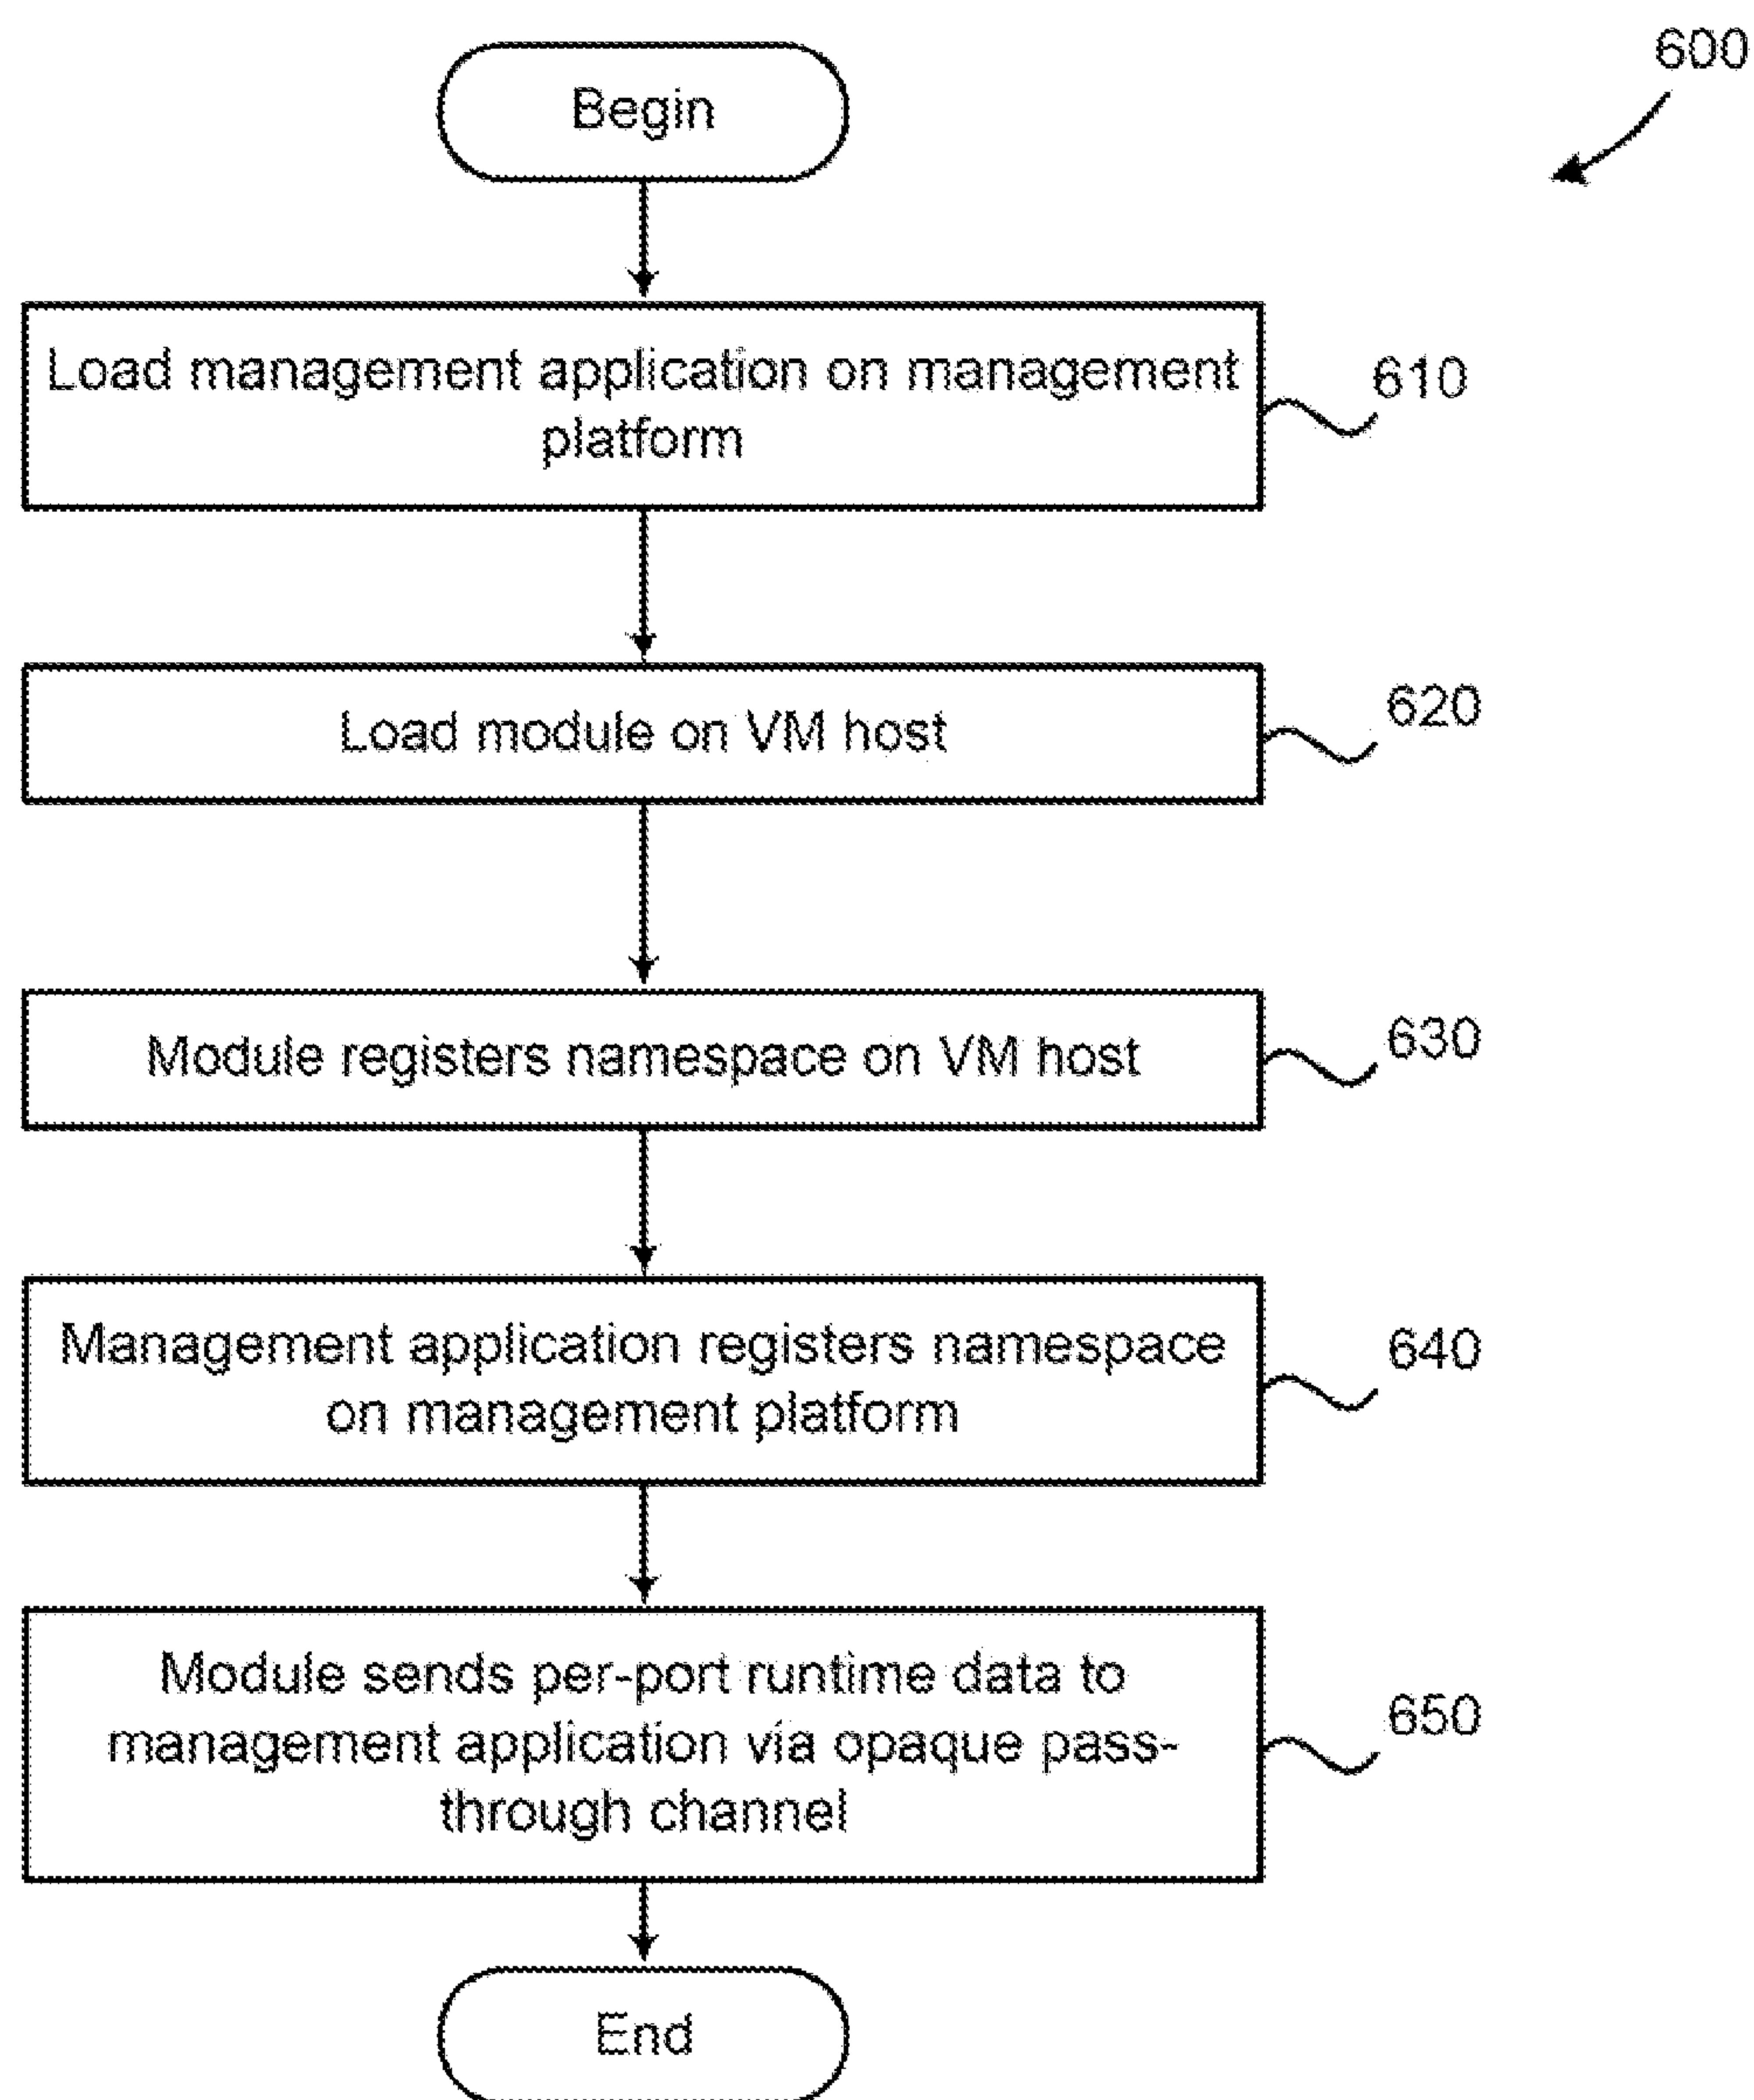 600
Begin
Load management application on management
platform
610
Load module on VM host
620
Module registers namespace on VM host
630
Management application registers namespace
on management platform
640
Module sends per-port runtime data to
management application via opaque pass-
through channel
650
End